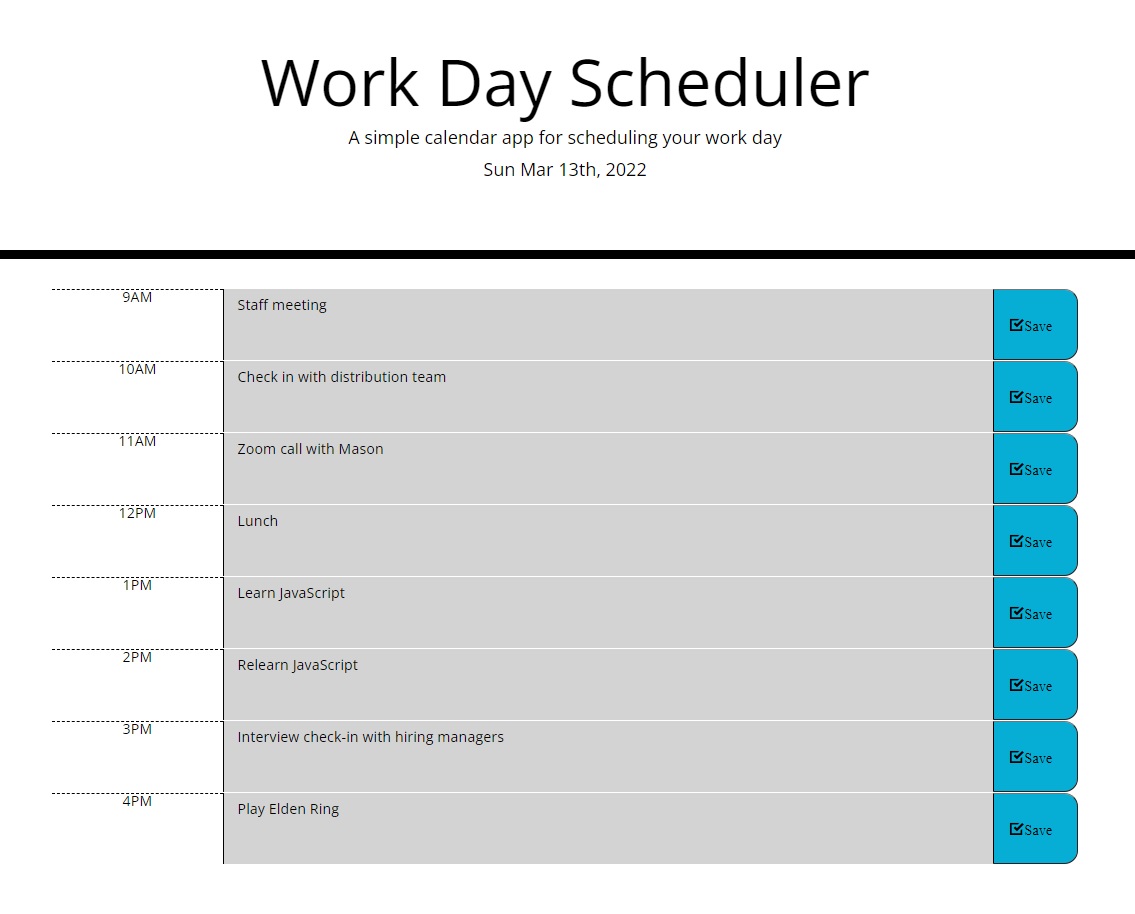 Work Day Scheduler
A simple calendar app for scheduling your work day
Sun Mar 13th, 2022
9AM Staff meeting Save
10AM Check in with distribution team Save
11AM Zoom call with Mason Save
12PM Lunch Save
1PM Learn JavaScript Save
2PM Relearn JavaScript Save
3PM Interview check-in with hiring managers Save
4PM Play Elden Ring Save